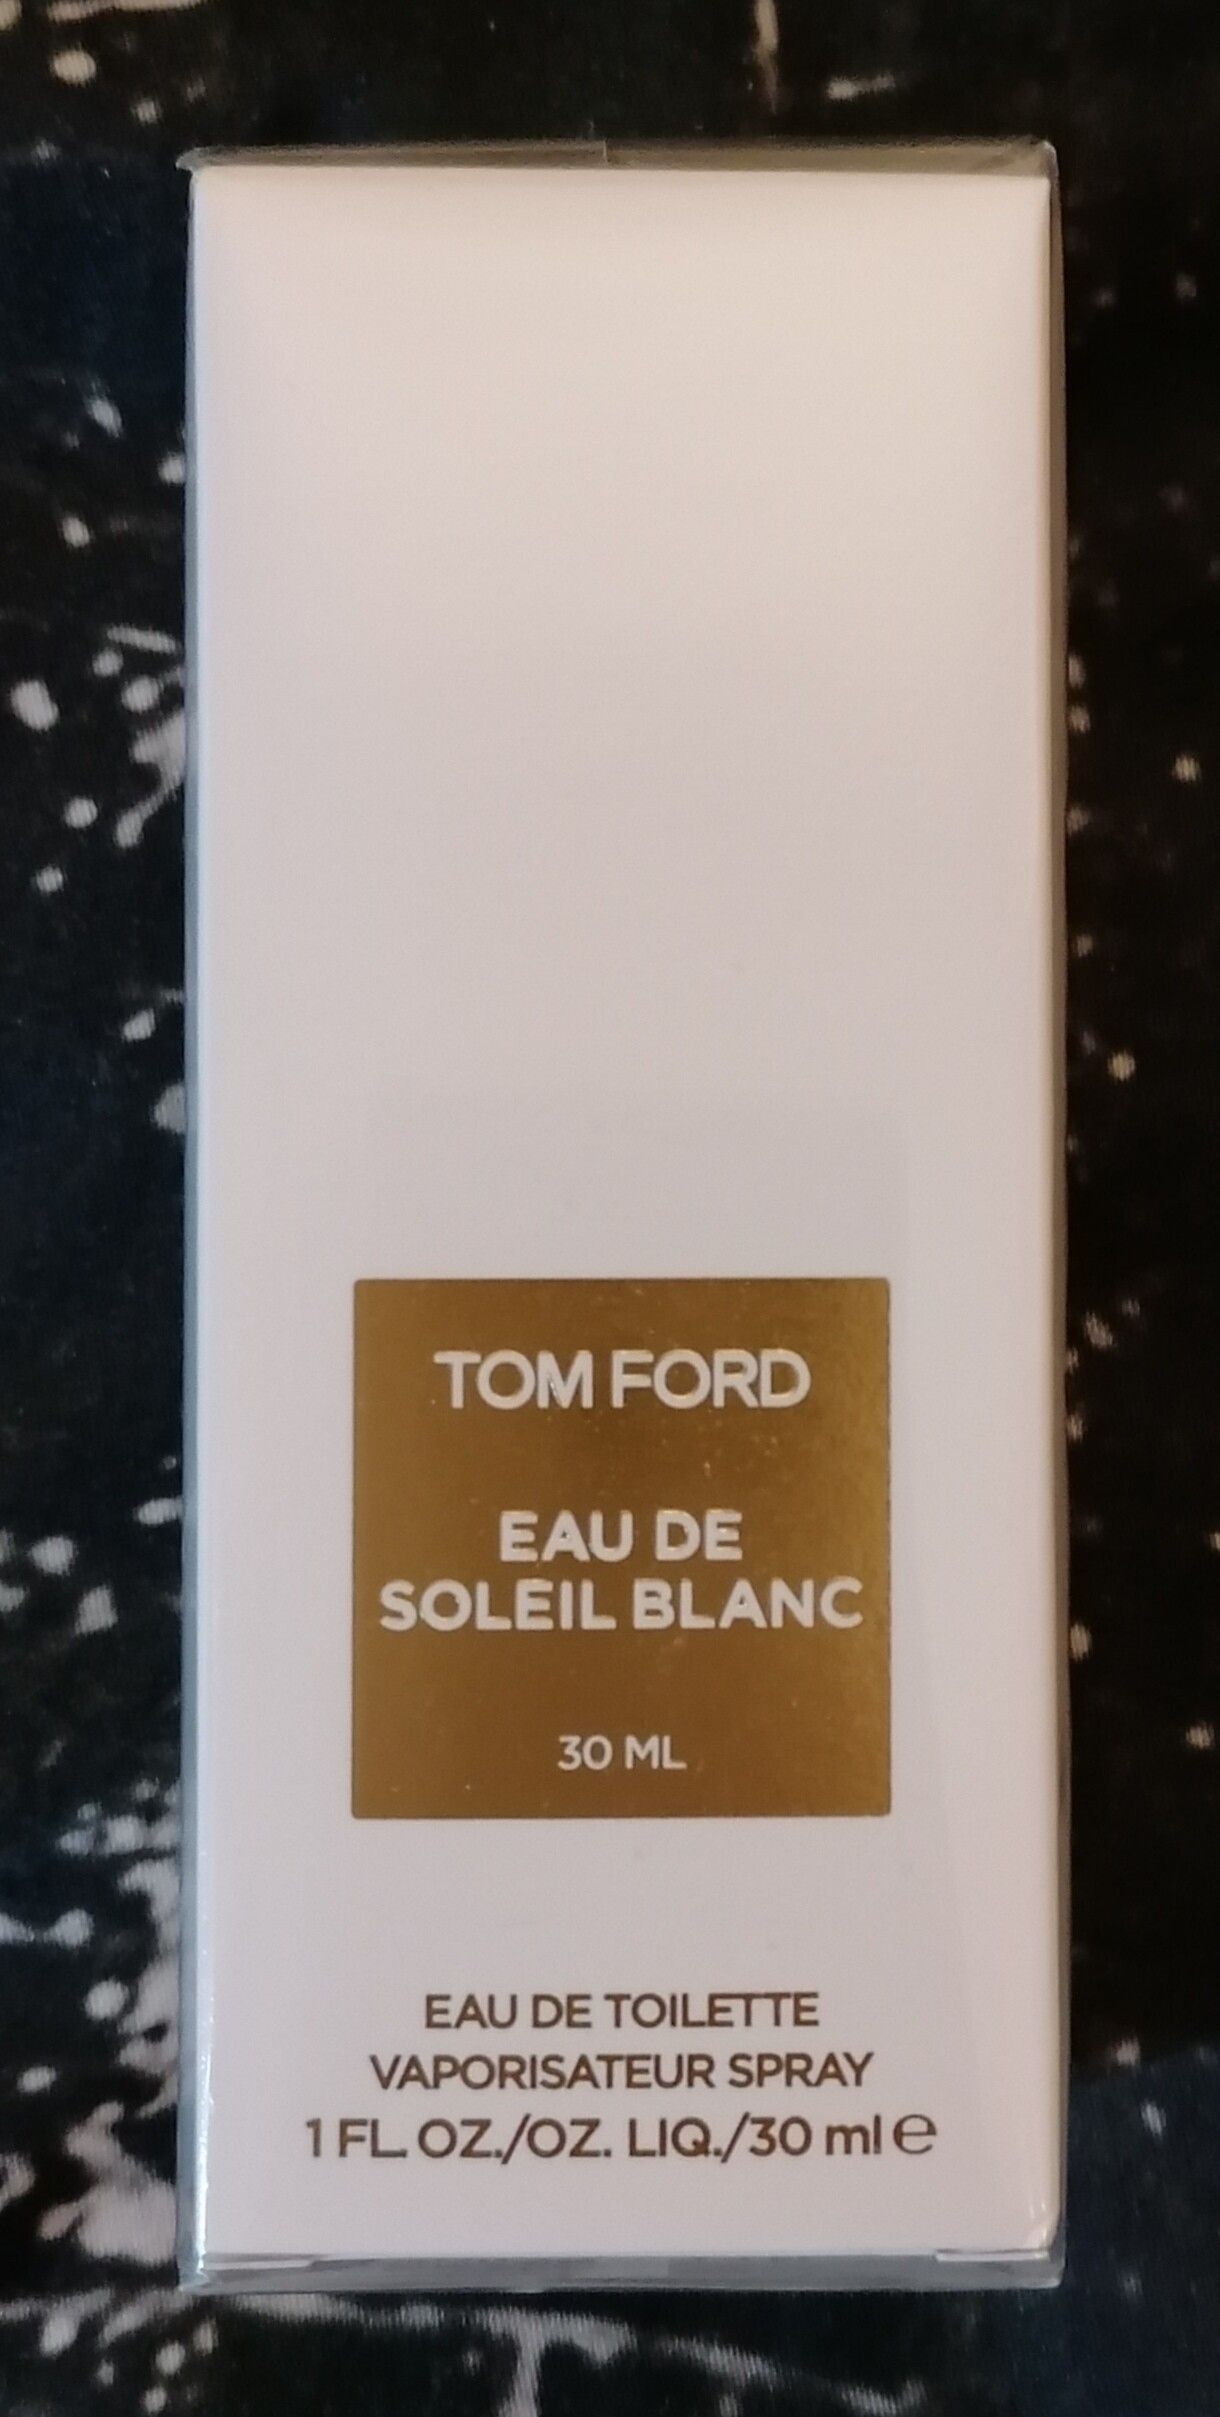 TOM FORD
EAU DE
SOLEIL BLANC
30 ML
EAU DE TOILETTE
VAPORISATEUR SPRAY
1 FL OZ./OZ. LIQ./30 ml e